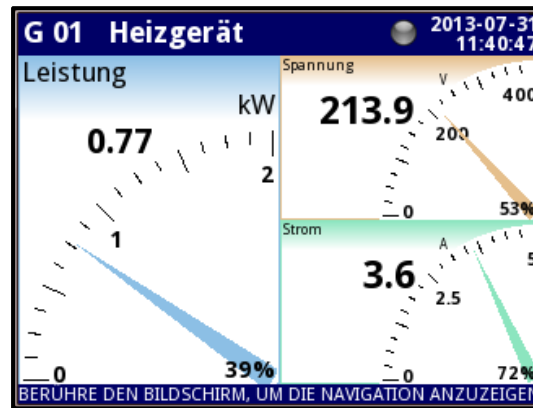 G 01 Heizgerät
2013-07-31
11:40:47
Leistung
kW
0.77
2
1
0
39%
Spannung
V
213.9
400
200
0
53%
Strom
A
3.6
5
2.5
0
72%
BERÜHRE DEN BILDSCHIRM, UM DIE NAVIGATION ANZUZEIGEN